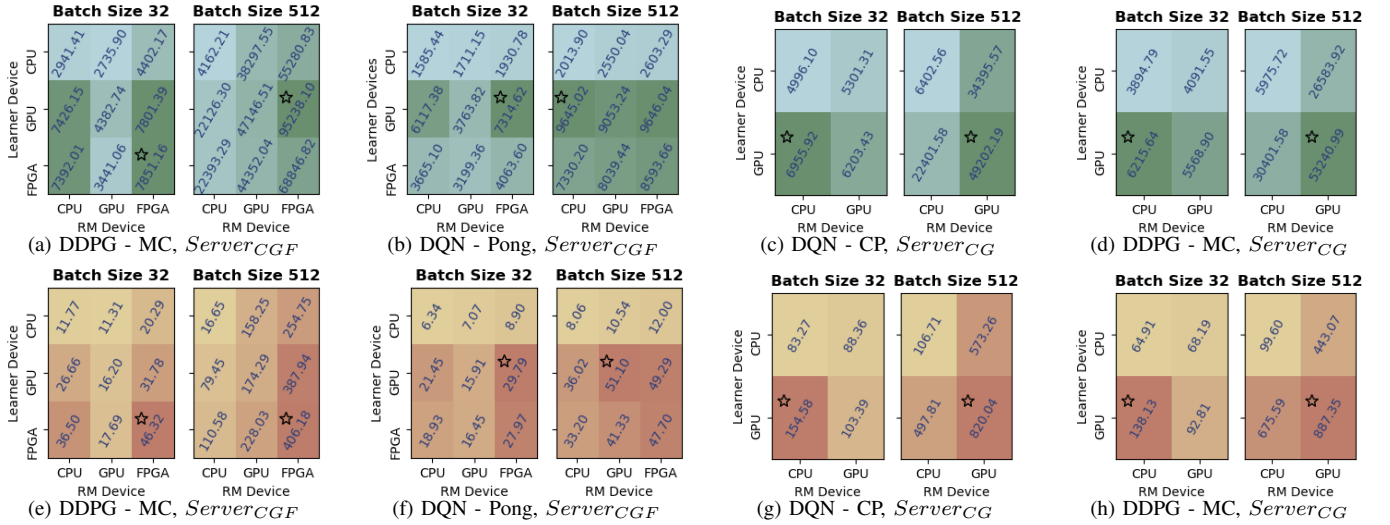 Batch Size 32 Batch Size 512
Learner Device
CPU 2941.41 2735.90 4402.17 4162.21 38297.55 55280.83
GPU 7426.15 4382.74 7801.39 22126.30 47146.51 95238.10
FPGA 7392.01 3441.06 7851.16 22393.29 44352.04 68846.82
CPU GPU FPGA CPU GPU FPGA
RM Device RM Device
(a) DDPG - MC, Server_CGF
Batch Size 32 Batch Size 512
Learner Devices
CPU 1585.44 1711.15 1930.78 2013.90 2550.04 2603.29
GPU 6117.38 3763.82 7314.62 9645.02 9053.24 9646.04
FPGA 3665.10 3199.36 4063.60 7330.20 8039.44 8593.66
CPU GPU FPGA CPU GPU FPGA
RM Device RM Device
(b) DQN - Pong, Server_CGF
Batch Size 32 Batch Size 512
Learner Device
CPU 4996.10 5301.31 6402.56 34395.57
GPU 6955.92 6203.43 22401.58 49202.19
CPU GPU CPU GPU
RM Device RM Device
(c) DQN - CP, Server_CG
Batch Size 32 Batch Size 512
Learner Device
CPU 3894.79 4091.55 5975.72 26583.92
GPU 6215.64 5568.90 30401.58 53240.99
CPU GPU CPU GPU
RM Device RM Device
(d) DDPG - MC, Server_CG
Batch Size 32 Batch Size 512
Learner Device
CPU 11.77 11.31 20.29 16.65 158.25 254.75
GPU 26.66 16.20 31.78 79.45 174.29 387.94
FPGA 36.50 17.69 46.32 110.58 228.03 406.18
CPU GPU FPGA CPU GPU FPGA
RM Device RM Device
(e) DDPG - MC, Server_CGF
Batch Size 32 Batch Size 512
Learner Device
CPU 6.34 7.07 8.90 8.06 10.54 12.00
GPU 21.45 15.91 29.79 36.02 51.10 49.29
FPGA 18.93 16.45 27.97 33.20 41.33 47.70
CPU GPU FPGA CPU GPU FPGA
RM Device RM Device
(f) DQN - Pong, Server_CGF
Batch Size 32 Batch Size 512
Learner Device
CPU 83.27 88.36 106.71 573.26
GPU 154.58 103.39 497.81 820.04
CPU GPU CPU GPU
RM Device RM Device
(g) DQN - CP, Server_CG
Batch Size 32 Batch Size 512
Learner Device
CPU 64.91 68.19 99.60 443.07
GPU 138.13 92.81 675.59 887.35
CPU GPU CPU GPU
RM Device RM Device
(h) DDPG - MC, Server_CG